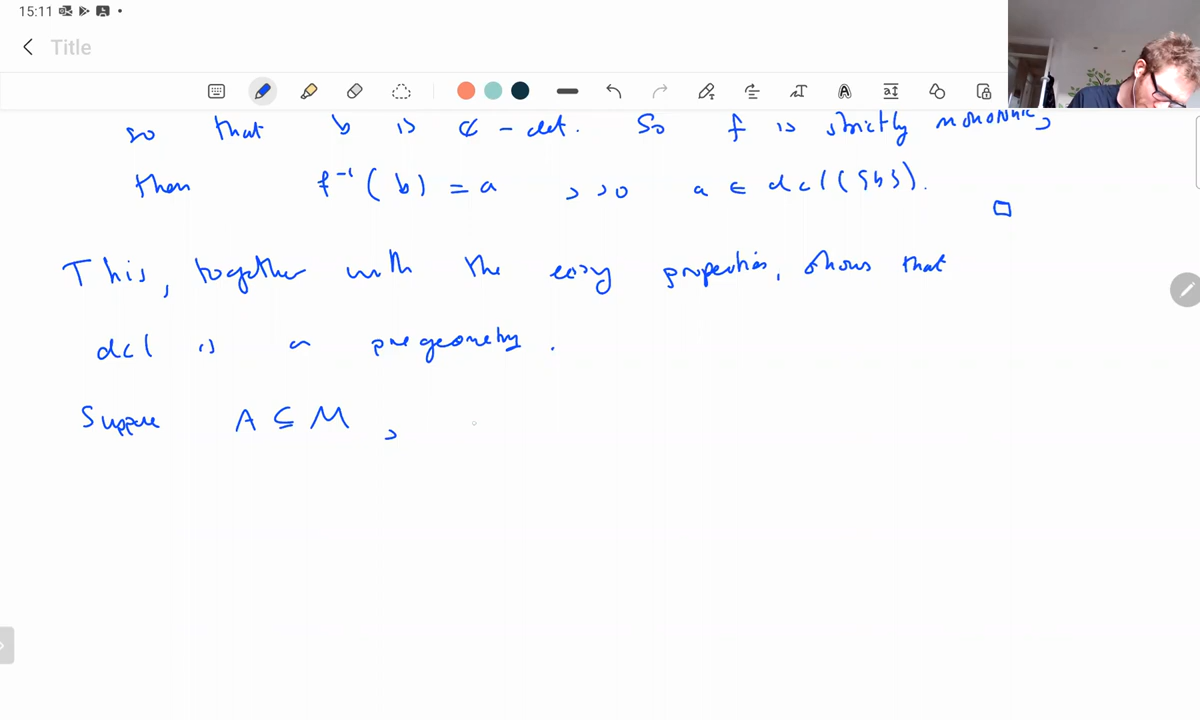 15:11
Title
so that b is ∅-det. So f is strictly monotonic,
then f⁻¹(b) = a, so a ∈ dcl({b}). □
This, together with the easy properties, shows that
dcl is a pregeometry.
Suppose A ⊆ M,